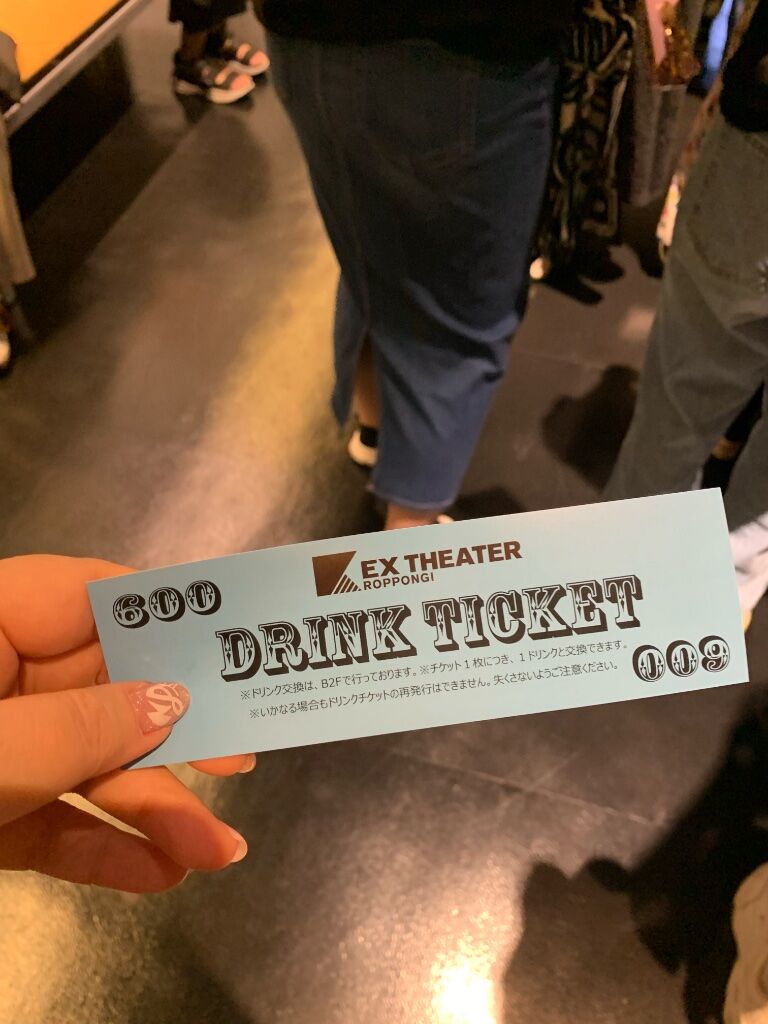 EX THEATER
ROPPONGI
600
DRINK TICKET
※ドリンク交換は、B2Fで行っております。※チケット1枚につき、1ドリンクと交換できます。
※いかなる場合もドリンクチケットの再発行はできません。失くさないようご注意ください。
009